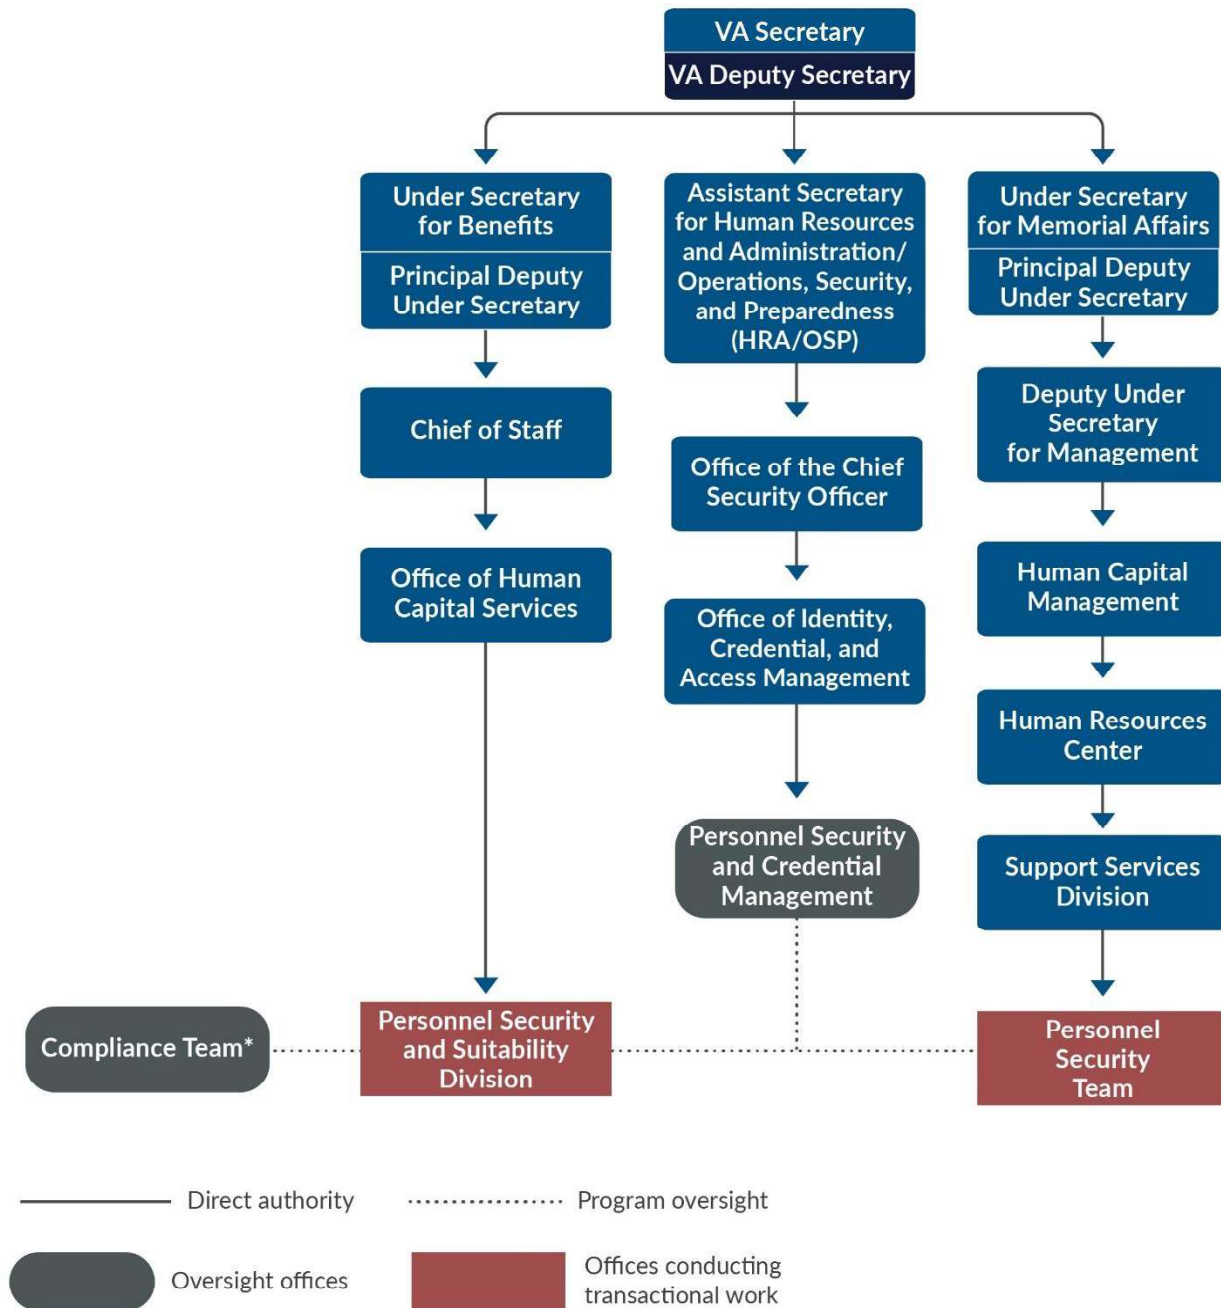 VA Secretary
VA Deputy Secretary
Under Secretary
for Benefits
Principal Deputy
Under Secretary
Chief of Staff
Office of Human
Capital Services
Personnel Security
and Suitability
Division
Compliance Team*
Assistant Secretary
for Human Resources
and Administration/
Operations, Security,
and Preparedness
(HRA/OSP)
Office of the Chief
Security Officer
Office of Identity,
Credential, and
Access Management
Personnel Security
and Credential
Management
Under Secretary
for Memorial Affairs
Principal Deputy
Under Secretary
Deputy Under
Secretary
for Management
Human Capital
Management
Human Resources
Center
Support Services
Division
Personnel
Security
Team
Direct authority
Program oversight
Oversight offices
Offices conducting
transactional work